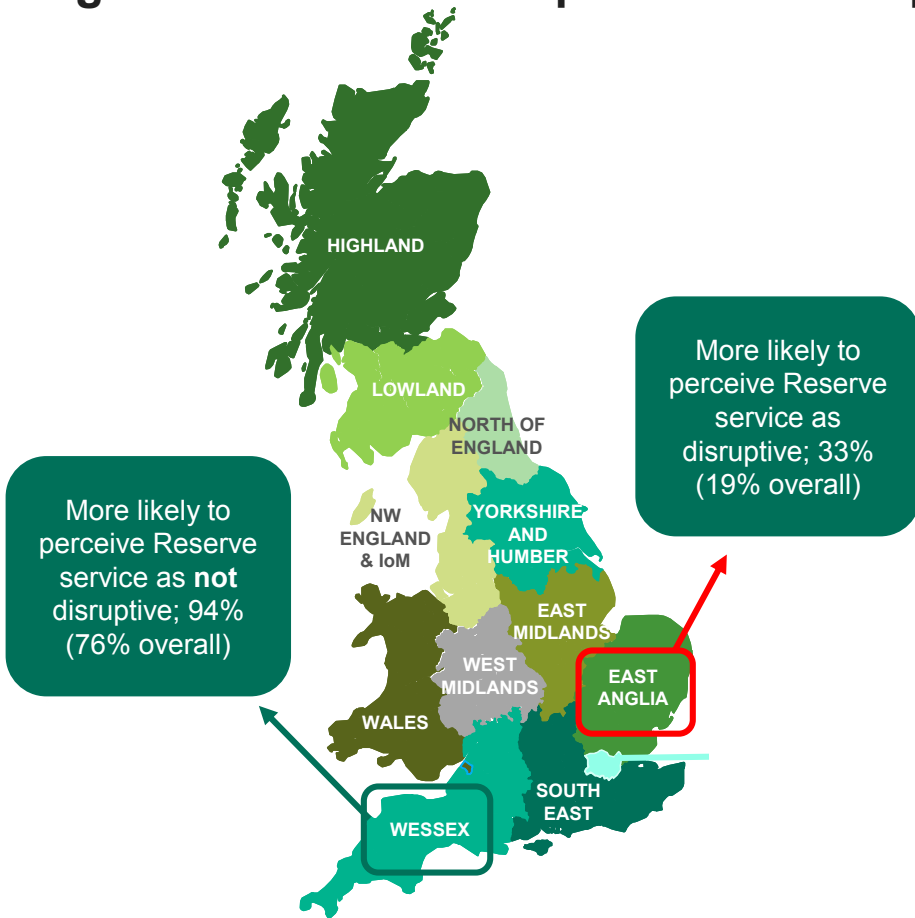 HIGHLAND
LOWLAND
NORTH OF
ENGLAND
NW
ENGLAND
& IoM
YORKSHIRE
AND
HUMBER
EAST
MIDLANDS
WEST
MIDLANDS
EAST
ANGLIA
WALES
SOUTH
EAST
WESSEX
More likely to
perceive Reserve
service as
disruptive; 33%
(19% overall)
More likely to
perceive Reserve
service as not
disruptive; 94%
(76% overall)